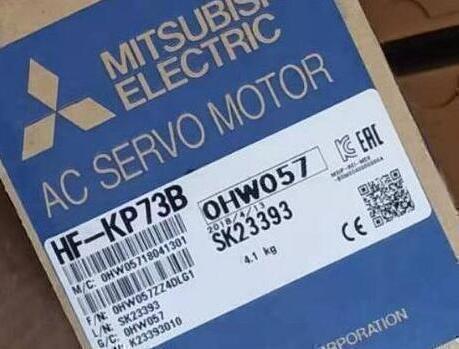 MITSUBISHI
ELECTRIC
AC SERVO MOTOR
HF-KP73B
0HW057
2018/4/13
SK23393
4.1 kg
M/C: 0HW05718041301
F/N: 0HW057ZZ4DLG1
L/N: SK23393
G/C: 0HW057
K23393010
EAC
CE
CORPORATION